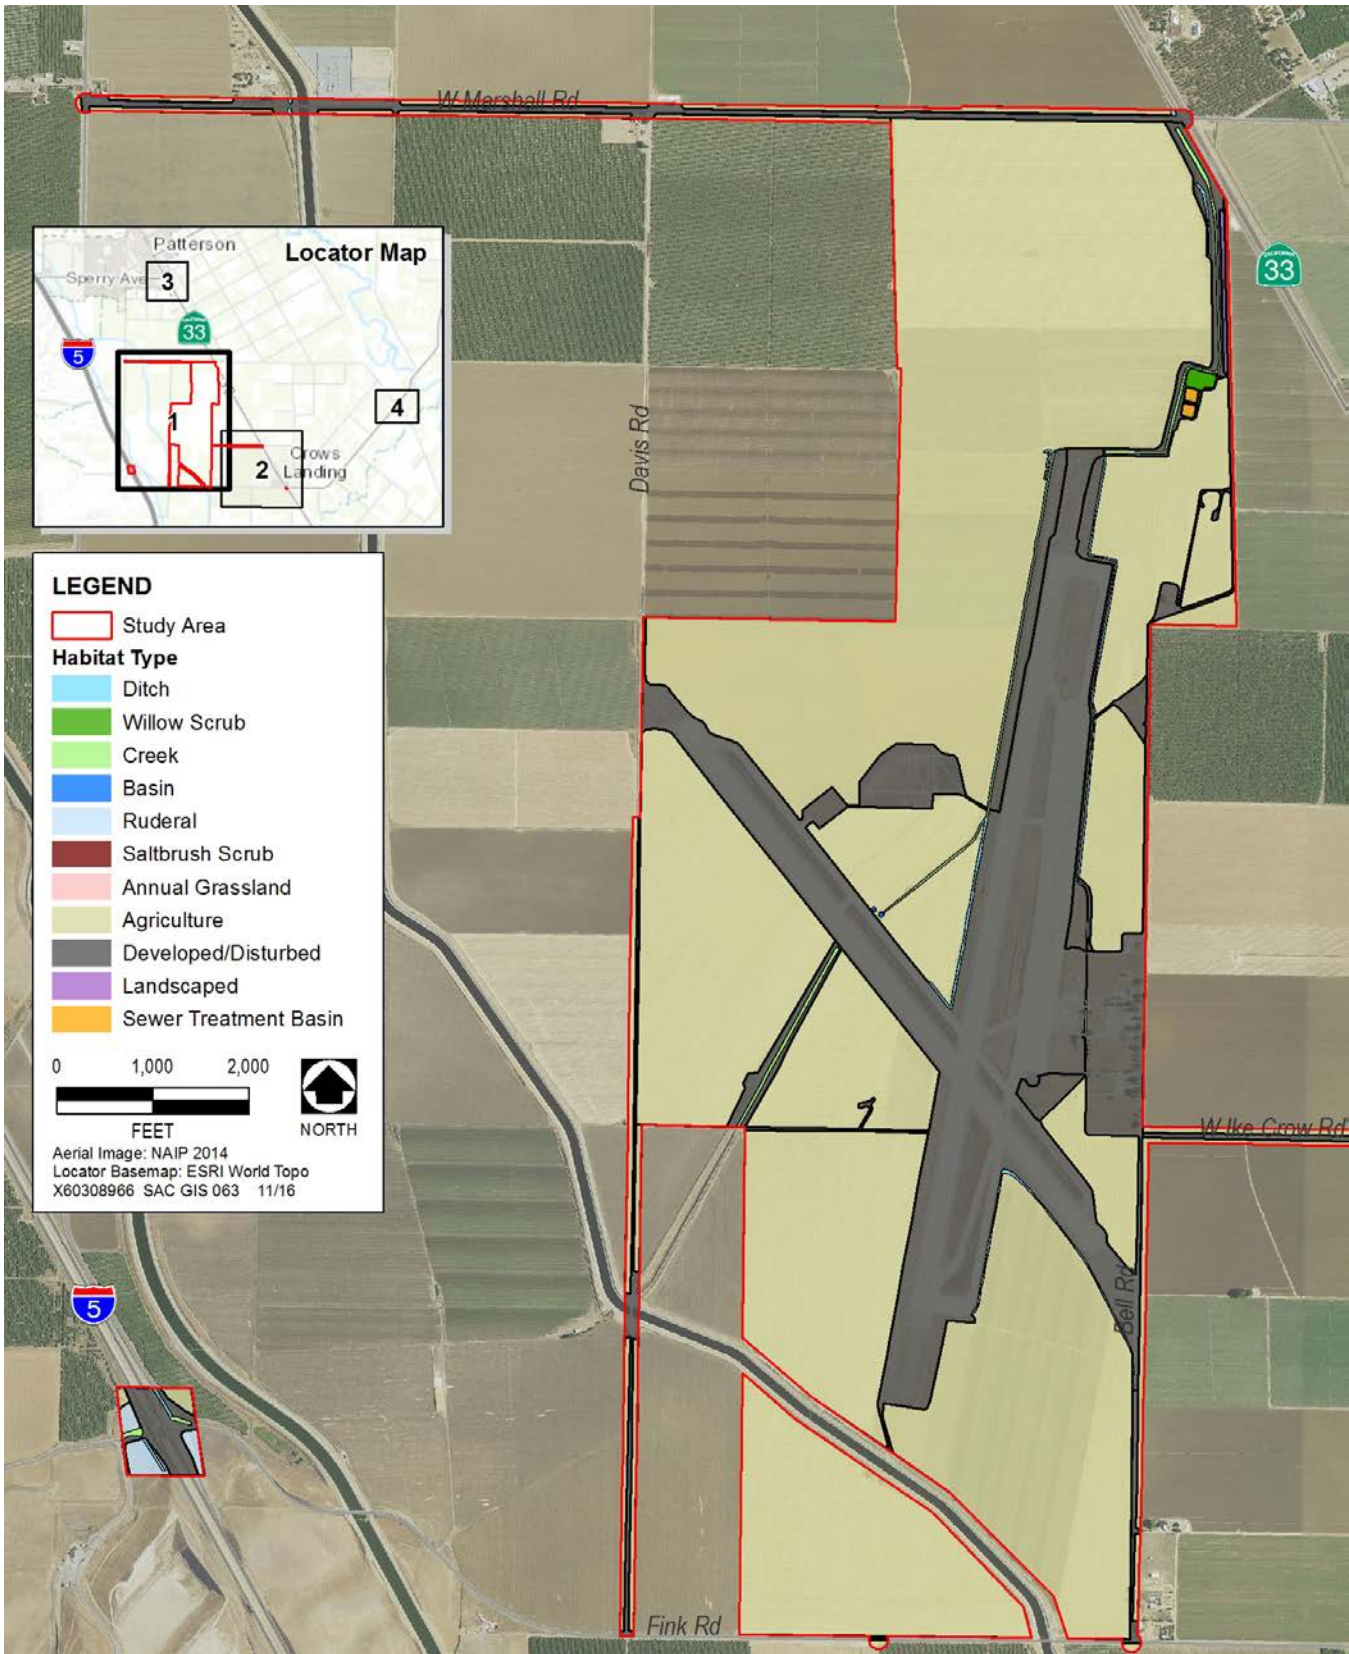 W Marshall Rd
Patterson
Locator Map
Sperry Ave
3
33
5
1
4
2
Crows
Landing
CALIFORNIA
33
Davis Rd
LEGEND
Study Area
Habitat Type
Ditch
Willow Scrub
Creek
Basin
Ruderal
Saltbrush Scrub
Annual Grassland
Agriculture
Developed/Disturbed
Landscaped
Sewer Treatment Basin
0 1,000 2,000
FEET
NORTH
Aerial Image: NAIP 2014
Locator Basemap: ESRI World Topo
X60308966 SAC GIS 063 11/16
W Ike Crow Rd
Bell Rd
5
Fink Rd